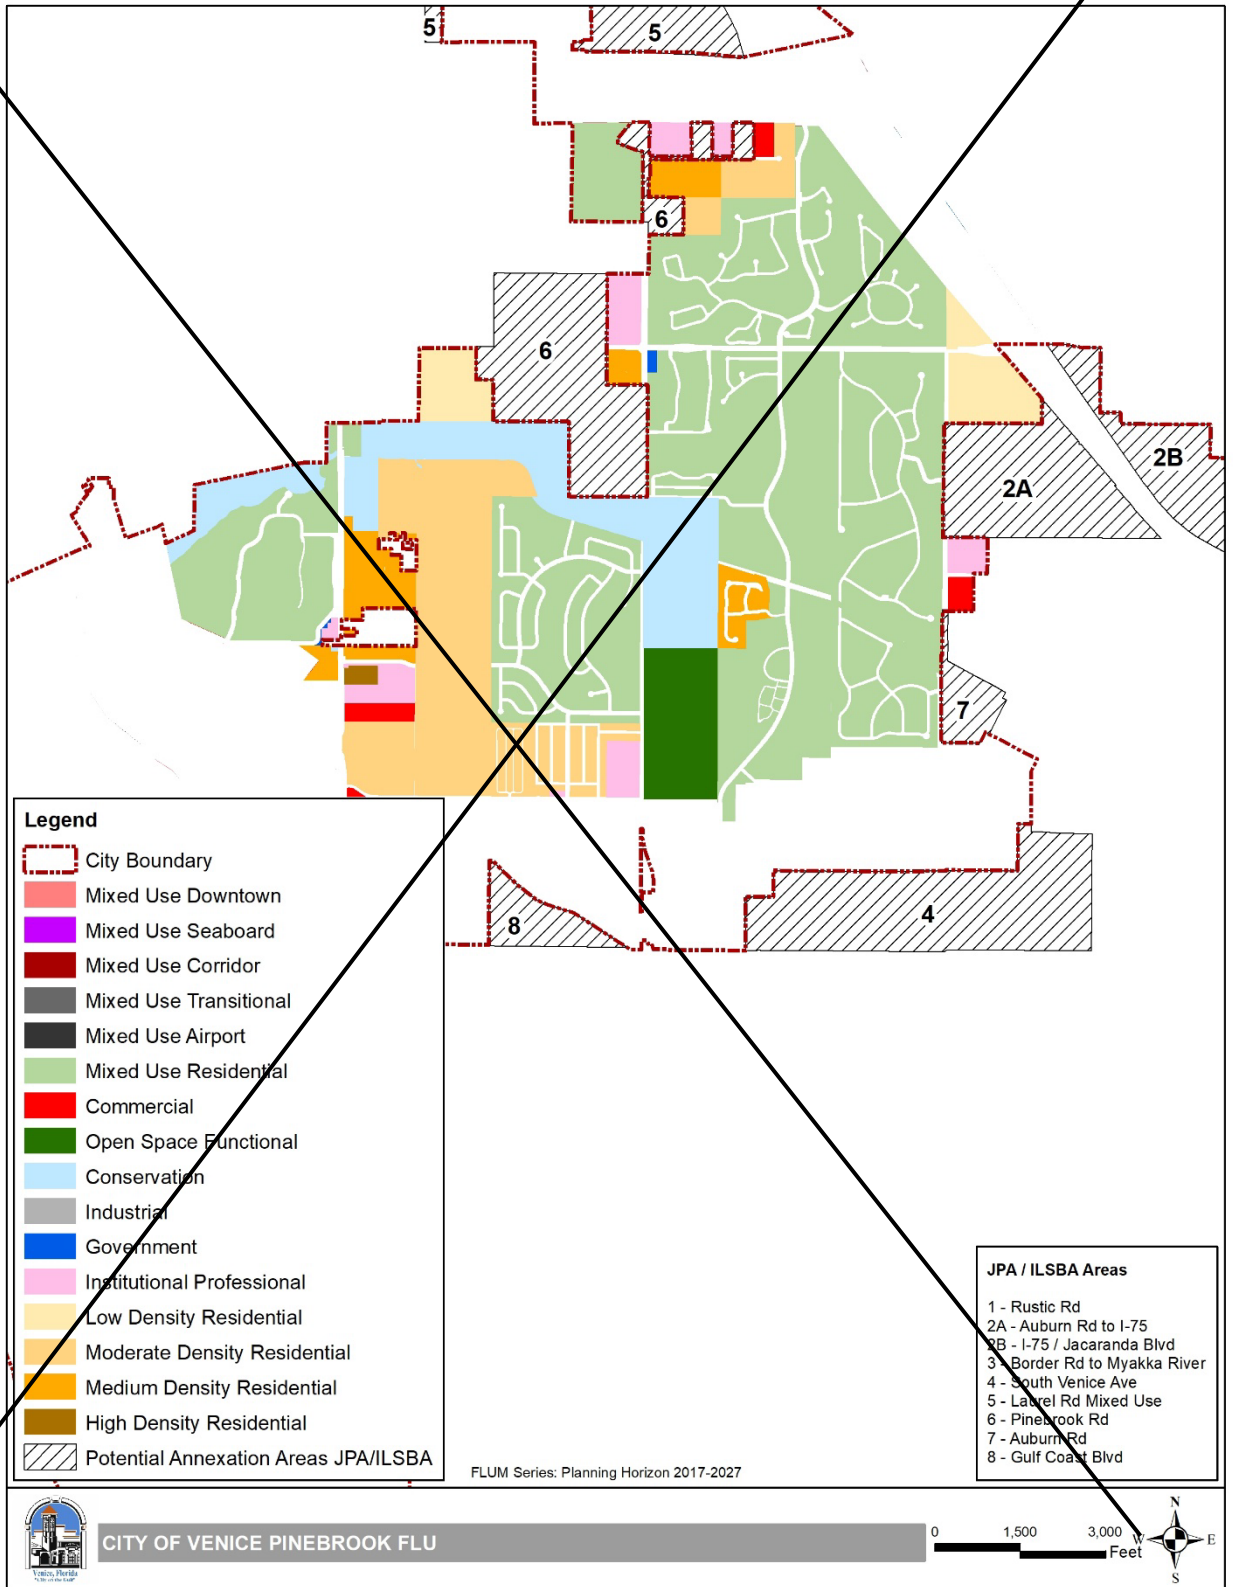 5
5
6
6
2B
2A
7
4
8
Legend
City Boundary
Mixed Use Downtown
Mixed Use Seaboard
Mixed Use Corridor
Mixed Use Transitional
Mixed Use Airport
Mixed Use Residential
Commercial
Open Space Functional
Conservation
Industrial
Government
Institutional Professional
Low Density Residential
Moderate Density Residential
Medium Density Residential
High Density Residential
Potential Annexation Areas JPA/ILSBA
FLUM Series: Planning Horizon 2017-2027
JPA / ILSBA Areas
1 - Rustic Rd
2A - Auburn Rd to I-75
2B - I-75 / Jacaranda Blvd
3 - Border Rd to Myakka River
4 - South Venice Ave
5 - Laurel Rd Mixed Use
6 - Pinebrook Rd
7 - Auburn Rd
8 - Gulf Coast Blvd
Venice, Florida
"City on the Gulf"
CITY OF VENICE PINEBROOK FLU
0 1,500 3,000
Feet
N
W E
S